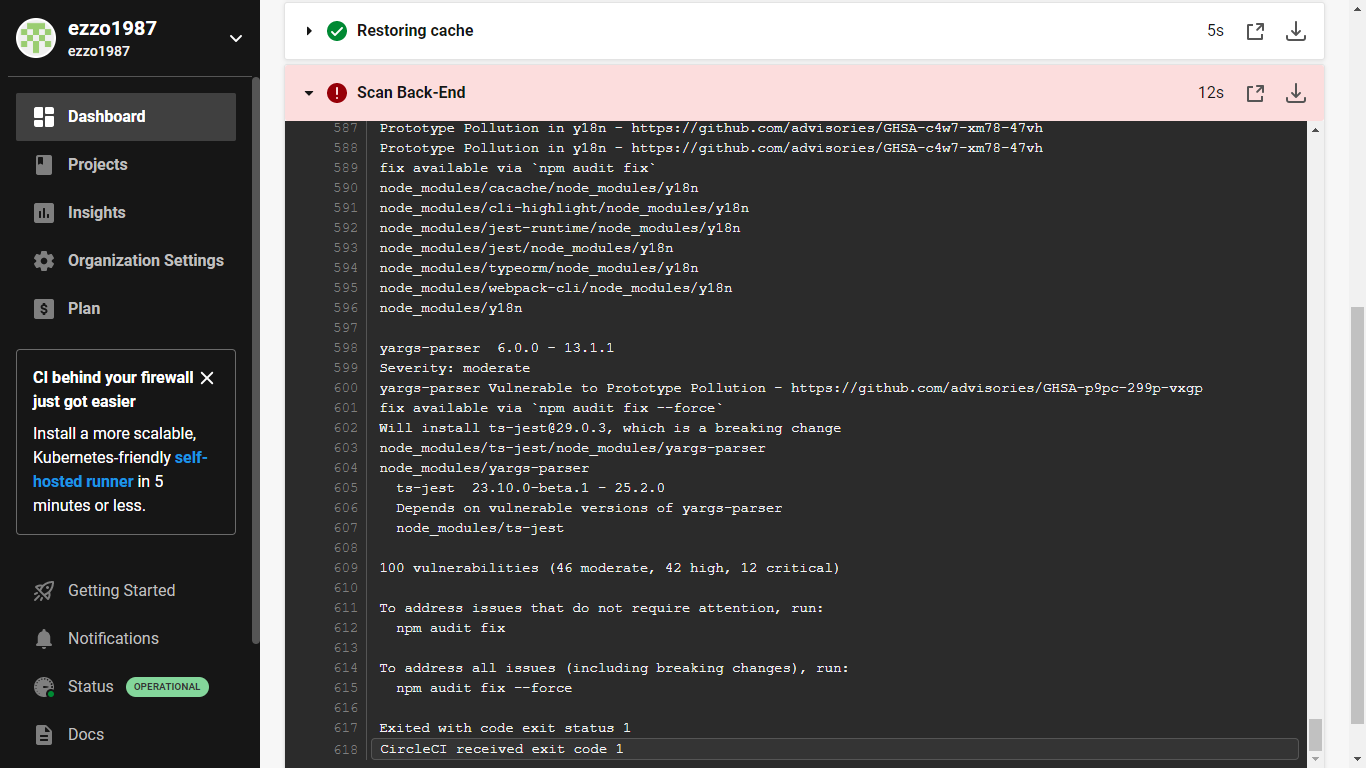 ezzo1987
ezzo1987
Dashboard
Projects
Insights
Organization Settings
Plan
CI behind your firewall
just got easier
Install a more scalable,
Kubernetes-friendly self-
hosted runner in 5
minutes or less.
Getting Started
Notifications
Status OPERATIONAL
Docs
Restoring cache 5s
Scan Back-End 12s
587 Prototype Pollution in y18n - https://github.com/advisories/GHSA-c4w7-xm78-47vh
588 Prototype Pollution in y18n - https://github.com/advisories/GHSA-c4w7-xm78-47vh
589 fix available via `npm audit fix`
590 node_modules/cacache/node_modules/y18n
591 node_modules/cli-highlight/node_modules/y18n
592 node_modules/jest-runtime/node_modules/y18n
593 node_modules/jest/node_modules/y18n
594 node_modules/typeorm/node_modules/y18n
595 node_modules/webpack-cli/node_modules/y18n
596 node_modules/y18n
597
598 yargs-parser  6.0.0 - 13.1.1
599 Severity: moderate
600 yargs-parser Vulnerable to Prototype Pollution - https://github.com/advisories/GHSA-p9pc-299p-vxgp
601 fix available via `npm audit fix --force`
602 Will install ts-jest@29.0.3, which is a breaking change
603 node_modules/ts-jest/node_modules/yargs-parser
604 node_modules/yargs-parser
605   ts-jest  23.10.0-beta.1 - 25.2.0
606   Depends on vulnerable versions of yargs-parser
607   node_modules/ts-jest
608
609 100 vulnerabilities (46 moderate, 42 high, 12 critical)
610
611 To address issues that do not require attention, run:
612   npm audit fix
613
614 To address all issues (including breaking changes), run:
615   npm audit fix --force
616
617 Exited with code exit status 1
618 CircleCI received exit code 1